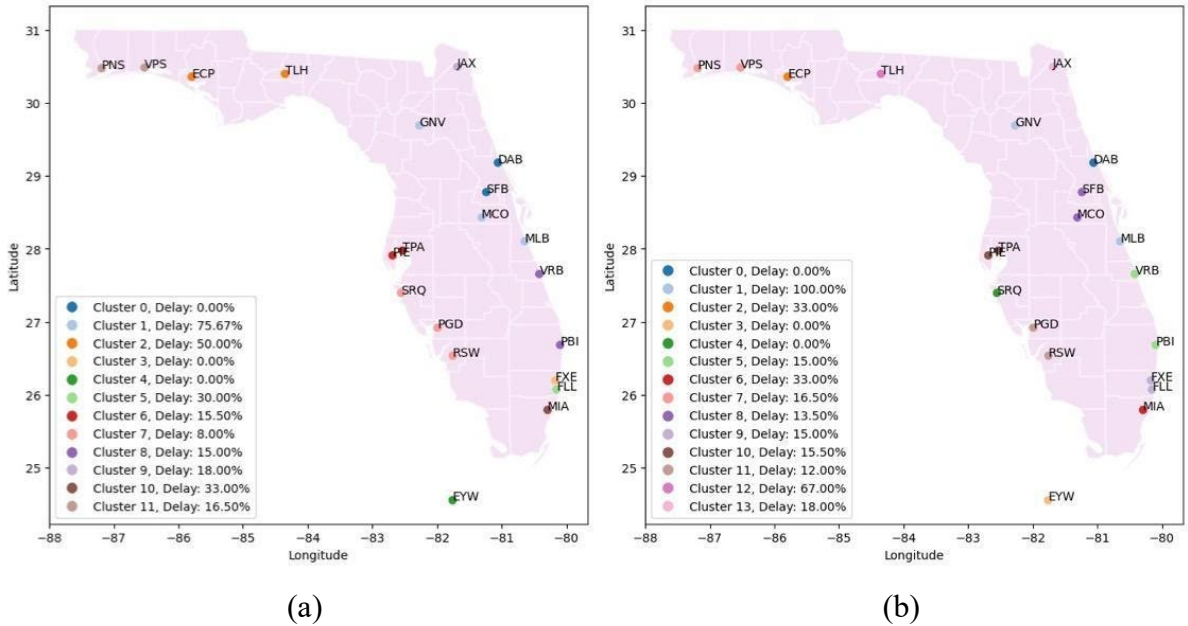 31
30
29
28
27
26
25
Latitude
−88 −87 −86 −85 −84 −83 −82 −81 −80
Longitude
PNS
VPS
ECP
TLH
JAX
GNV
DAB
SFB
MCO
MLB
TPA
PIE
VRB
SRQ
PGD
RSW
PBI
FXE
FLL
MIA
EYW
Cluster 0, Delay: 0.00%
Cluster 1, Delay: 75.67%
Cluster 2, Delay: 50.00%
Cluster 3, Delay: 0.00%
Cluster 4, Delay: 0.00%
Cluster 5, Delay: 30.00%
Cluster 6, Delay: 15.50%
Cluster 7, Delay: 8.00%
Cluster 8, Delay: 15.00%
Cluster 9, Delay: 18.00%
Cluster 10, Delay: 33.00%
Cluster 11, Delay: 16.50%
(a)
31
30
29
28
27
26
25
Latitude
−88 −87 −86 −85 −84 −83 −82 −81 −80
Longitude
PNS
VPS
ECP
TLH
JAX
GNV
DAB
SFB
MCO
MLB
TPA
PIE
VRB
SRQ
PGD
RSW
PBI
FXE
FLL
MIA
EYW
Cluster 0, Delay: 0.00%
Cluster 1, Delay: 100.00%
Cluster 2, Delay: 33.00%
Cluster 3, Delay: 0.00%
Cluster 4, Delay: 0.00%
Cluster 5, Delay: 15.00%
Cluster 6, Delay: 33.00%
Cluster 7, Delay: 16.50%
Cluster 8, Delay: 13.50%
Cluster 9, Delay: 15.00%
Cluster 10, Delay: 15.50%
Cluster 11, Delay: 12.00%
Cluster 12, Delay: 67.00%
Cluster 13, Delay: 18.00%
(b)